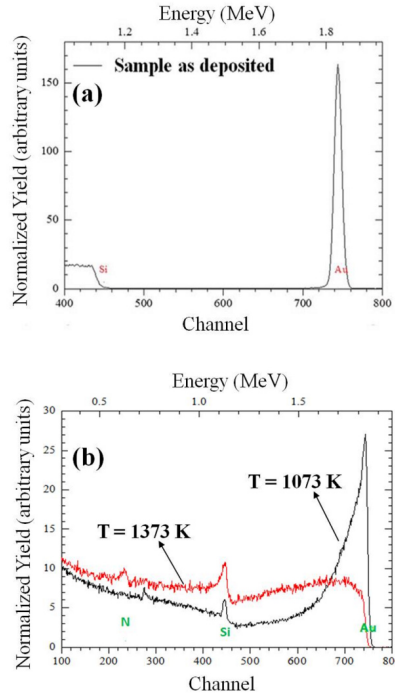 Energy (MeV)
1.2 1.4 1.6 1.8
Normalized Yield (arbitrary units)
150
100
50
0
Sample as deposited
(a)
Si
Au
400 500 600 700 800
Channel
Energy (MeV)
0.5 1 1.5
Normalized Yield (arbitrary units)
30
25
20
15
10
5
0
(b)
T = 1073 K
T = 1373 K
N
Si
Au
100 200 300 400 500 600 700 800
Channel